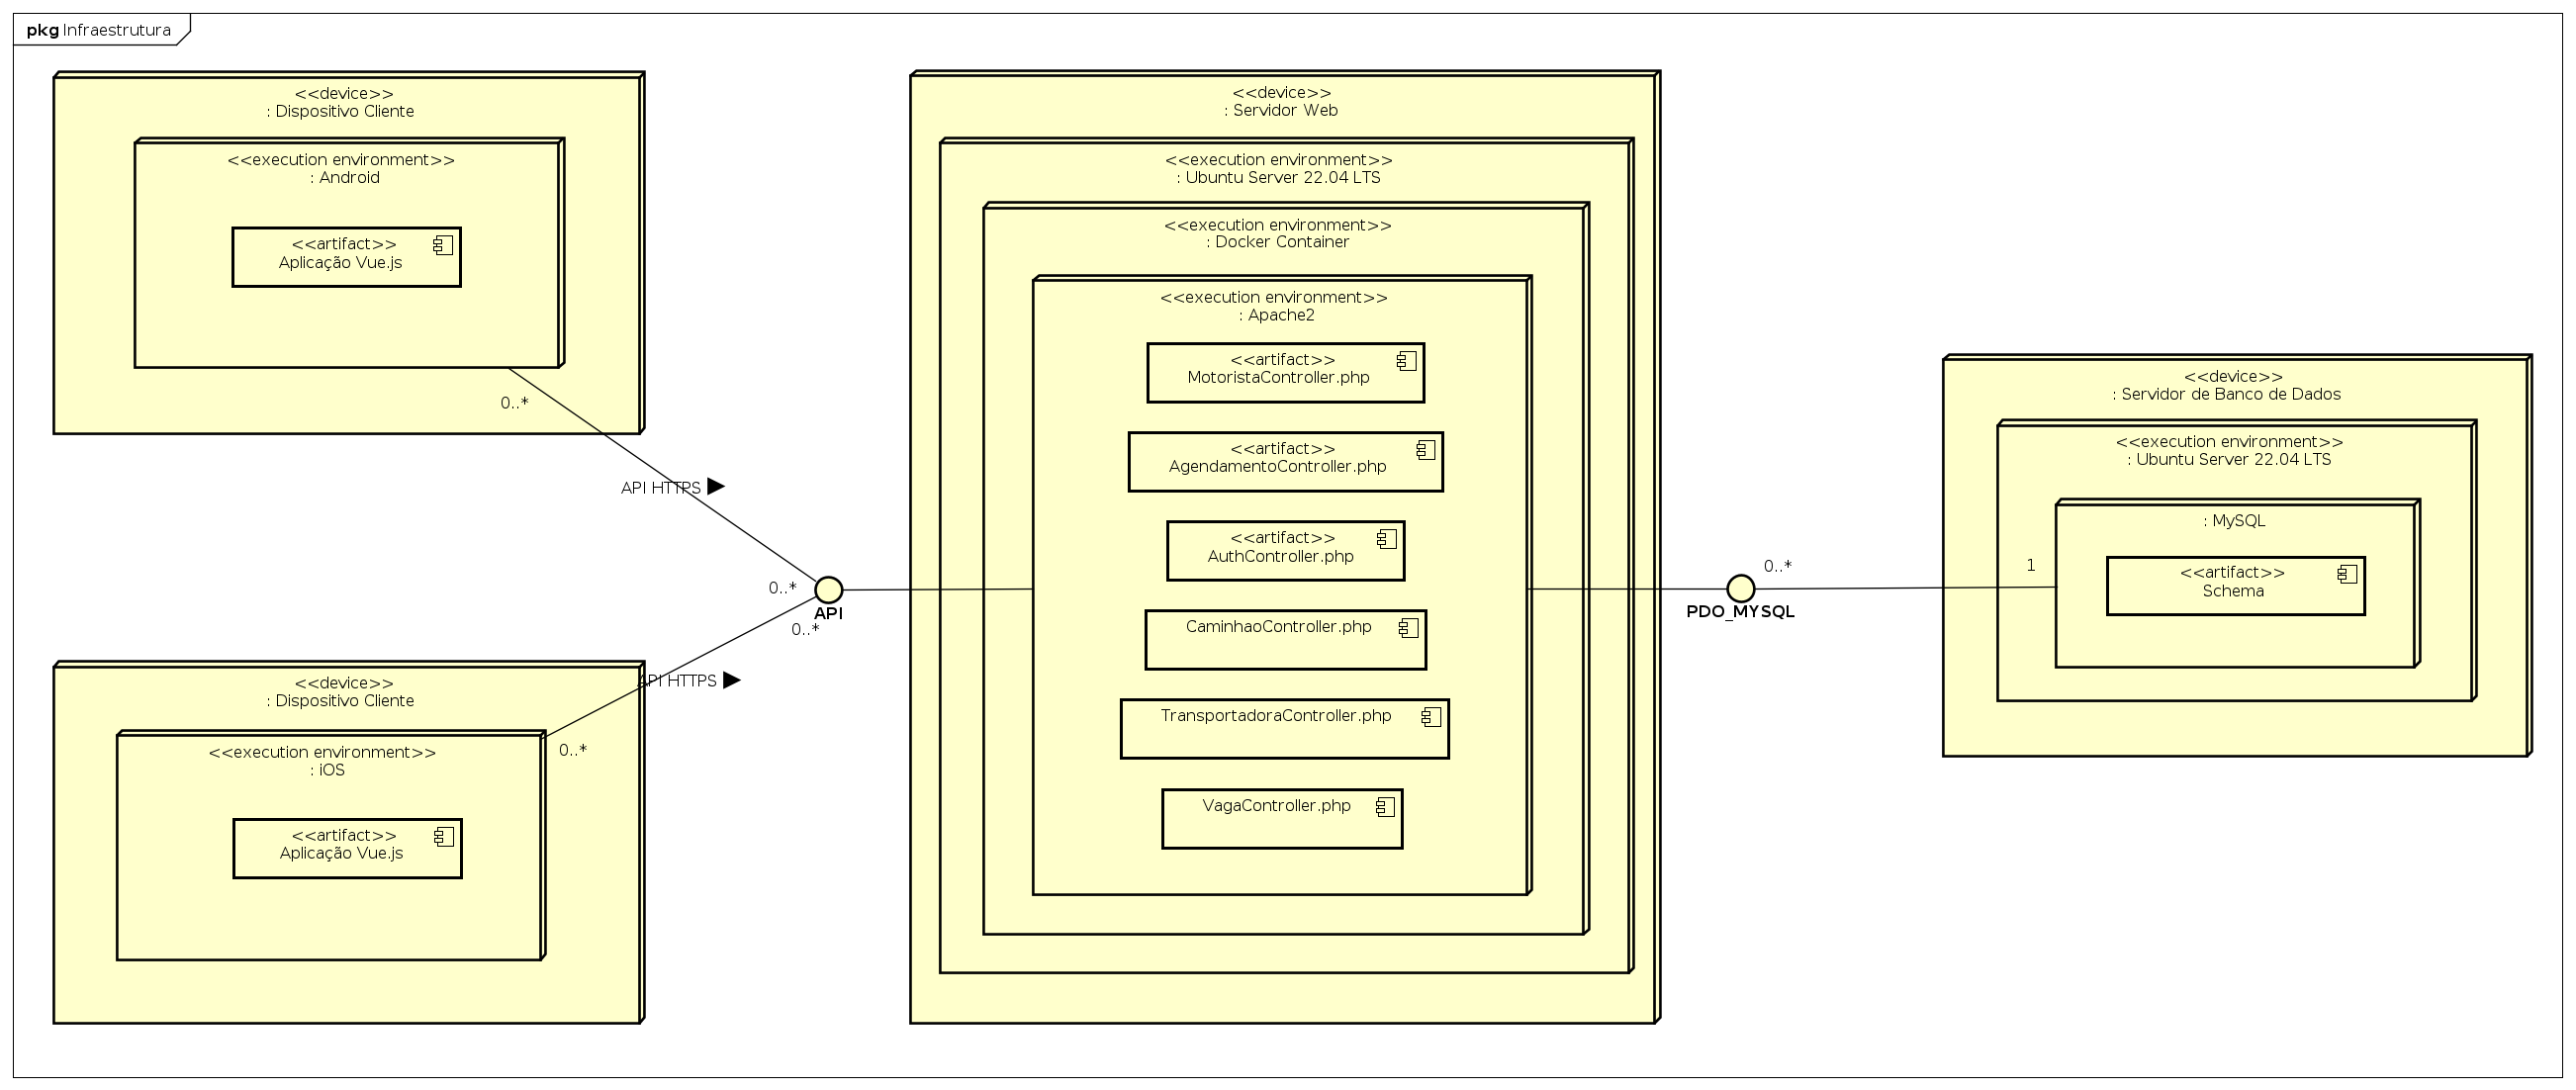 pkg Infraestrutura
<<device>>
: Dispositivo Cliente
<<execution environment>>
: Android
<<artifact>>
Aplicação Vue.js
0..*
API HTTPS
0..*
API
0..*
API HTTPS
<<device>>
: Dispositivo Cliente
0..*
<<execution environment>>
: iOS
<<artifact>>
Aplicação Vue.js
<<device>>
: Servidor Web
<<execution environment>>
: Ubuntu Server 22.04 LTS
<<execution environment>>
: Docker Container
<<execution environment>>
: Apache2
<<artifact>>
MotoristaController.php
<<artifact>>
AgendamentoController.php
<<artifact>>
AuthController.php
CaminhaoController.php
TransportadoraController.php
VagaController.php
0..*
PDO_MYSQL
1
<<device>>
: Servidor de Banco de Dados
<<execution environment>>
: Ubuntu Server 22.04 LTS
: MySQL
<<artifact>>
Schema